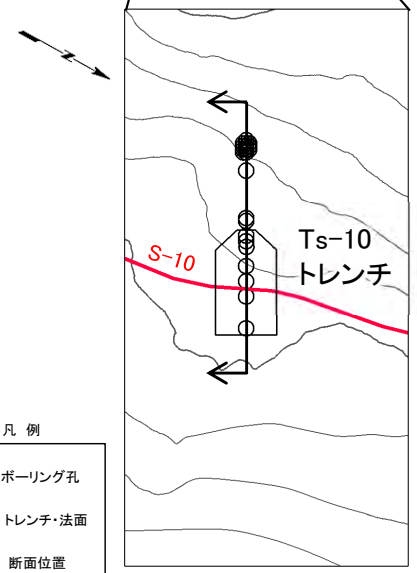 Z
S-10
Ts-10
トレンチ
凡 例
ボーリング孔
トレンチ・法面
断面位置